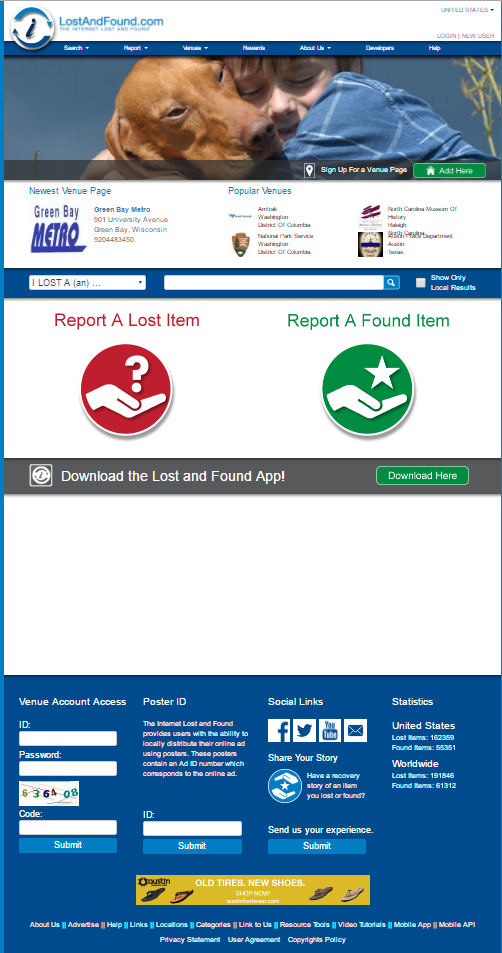 LostAndFound.com
THE INTERNET LOST AND FOUND
UNITED STATES
LOGIN | NEW USER
Search Report Venues Rewards About Us Developers Help
Sign Up For a Venue Page Add Here
Newest Venue Page
Green Bay
METRO
Green Bay Metro
901 University Avenue
Green Bay, Wisconsin
9204483450
Popular Venues
Amtrak
Washington
District Of Columbia
National Park Service
Washington
District Of Columbia
North Carolina Museum Of
History
Raleigh
North Carolina
Austin Police Department
Austin
Texas
I LOST A (an) ...
Show Only
Local Results
Report A Lost Item
?
Report A Found Item
Download the Lost and Found App!
Download Here
Venue Account Access
ID:
Password:
6 3 6 4 0 8
Code:
Submit
Poster ID
The Internet Lost and Found
provides users with the ability to
locally distribute their online ad
using posters. These posters
contain an Ad ID number which
corresponds to the online ad.
ID:
Submit
Social Links
You
Tube
Share Your Story
Have a recovery
story of an item
you lost or found?
Send us your experience.
Submit
Statistics
United States
Lost Items: 162359
Found Items: 55351
Worldwide
Lost Items: 191846
Found Items: 61312
austin
OLD TIRES. NEW SHOES.
SHOP NOW!
austinfootwear.com
About Us || Advertise || Help || Links || Locations || Categories || Link to Us || Resource Tools || Video Tutorials || Mobile App || Mobile API
Privacy Statement User Agreement Copyrights Policy